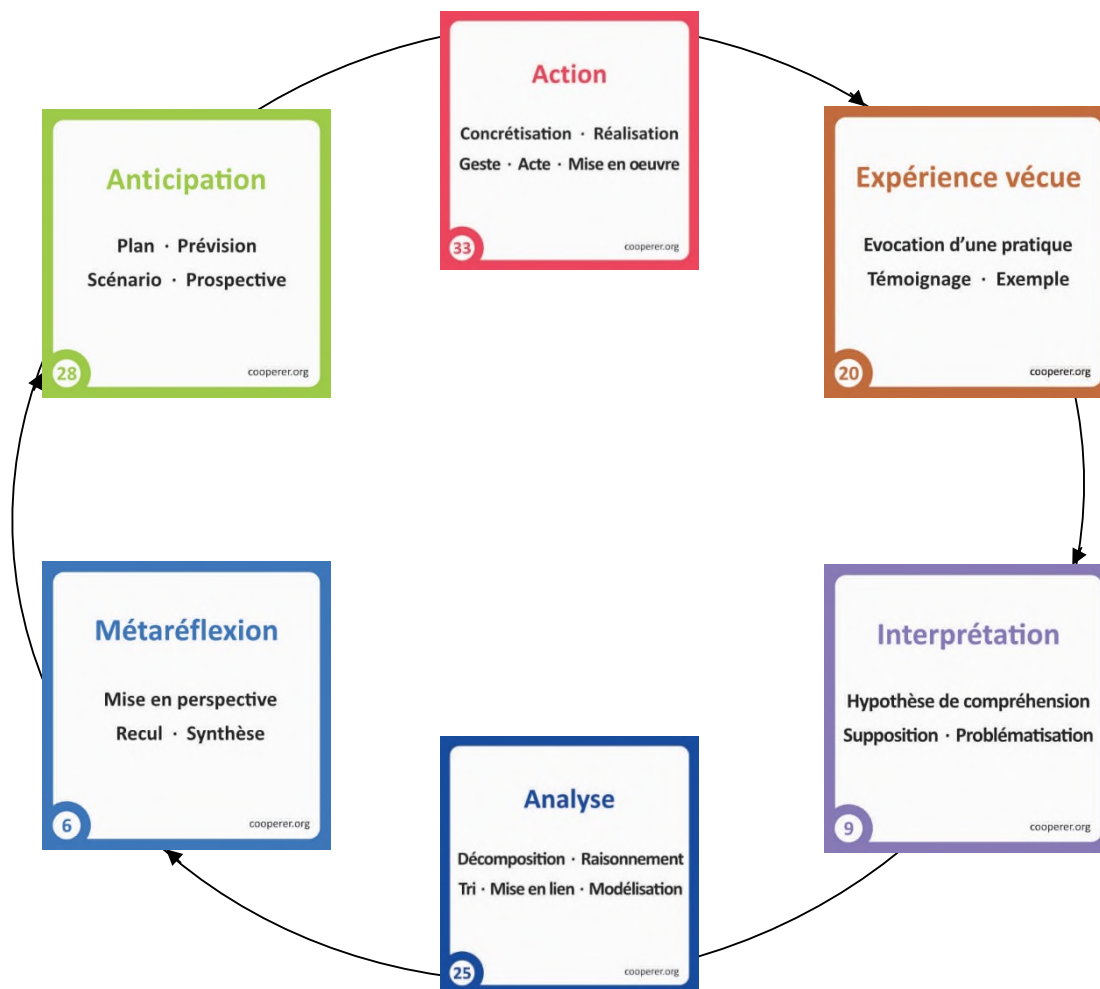 Action
Concrétisation · Réalisation
Geste · Acte · Mise en oeuvre
33
cooperer.org
Expérience vécue
Evocation d’une pratique
Témoignage · Exemple
20
cooperer.org
Interprétation
Hypothèse de compréhension
Supposition · Problématisation
9
cooperer.org
Analyse
Décomposition · Raisonnement
Tri · Mise en lien · Modélisation
25
cooperer.org
Métaréflexion
Mise en perspective
Recul · Synthèse
6
cooperer.org
Anticipation
Plan · Prévision
Scénario · Prospective
28
cooperer.org